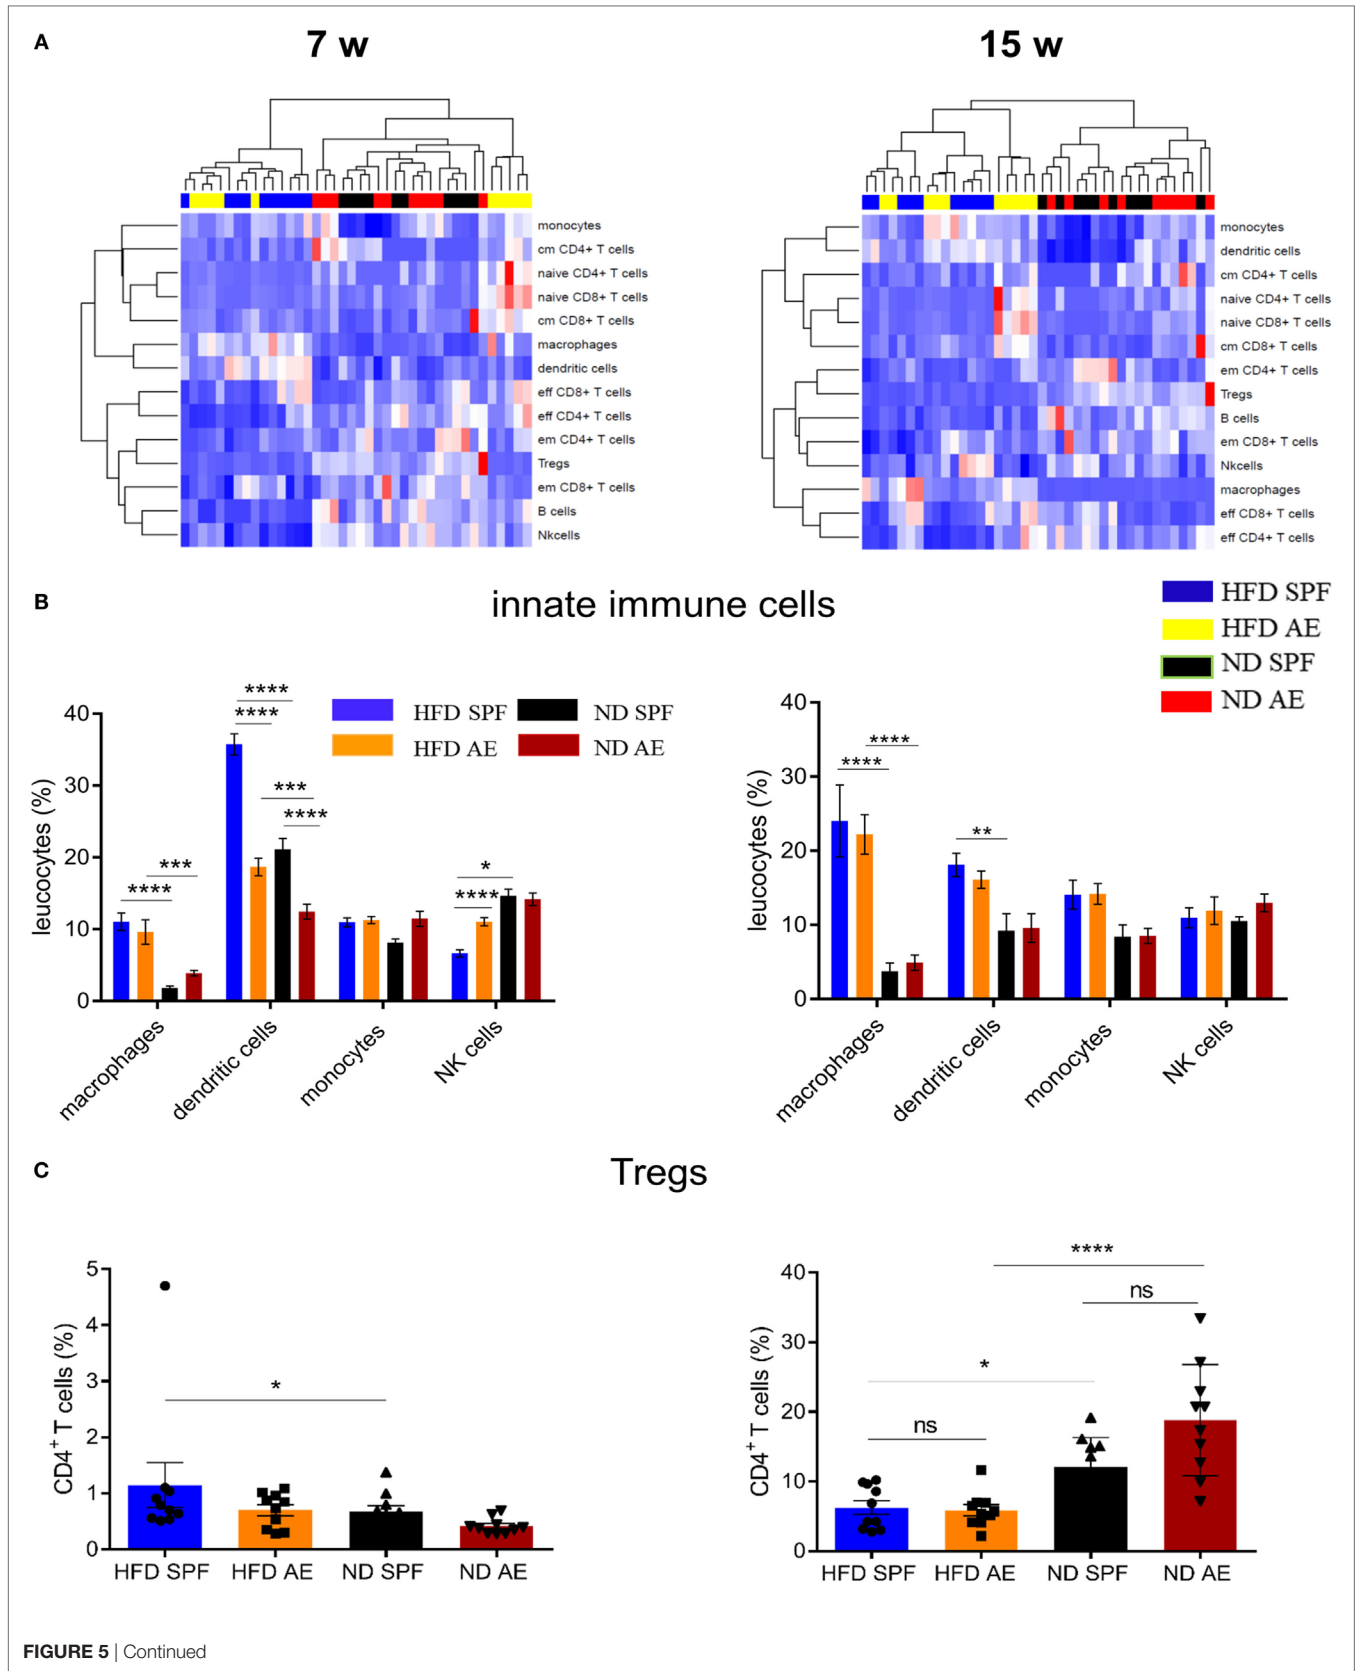 A
7 w
15 w
monocytes
cm CD4+ T cells
naive CD4+ T cells
naive CD8+ T cells
cm CD8+ T cells
macrophages
dendritic cells
eff CD8+ T cells
eff CD4+ T cells
em CD4+ T cells
Tregs
em CD8+ T cells
B cells
Nkcells
monocytes
dendritic cells
cm CD4+ T cells
naive CD4+ T cells
naive CD8+ T cells
cm CD8+ T cells
em CD4+ T cells
Tregs
B cells
em CD8+ T cells
Nkcells
macrophages
eff CD8+ T cells
eff CD4+ T cells
B
innate immune cells
HFD SPF
HFD AE
ND SPF
ND AE
leucocytes (%)
40
30
20
10
0
****
***
****
****
***
****
****
*
HFD SPF
ND SPF
HFD AE
ND AE
macrophages
dendritic cells
monocytes
NK cells
leucocytes (%)
40
30
20
10
0
****
****
**
macrophages
dendritic cells
monocytes
NK cells
C
Tregs
CD4+ T cells (%)
5
4
3
2
1
0
*
HFD SPF
HFD AE
ND SPF
ND AE
CD4+ T cells (%)
40
30
20
10
0
****
ns
*
ns
HFD SPF
HFD AE
ND SPF
ND AE
FIGURE 5 | Continued